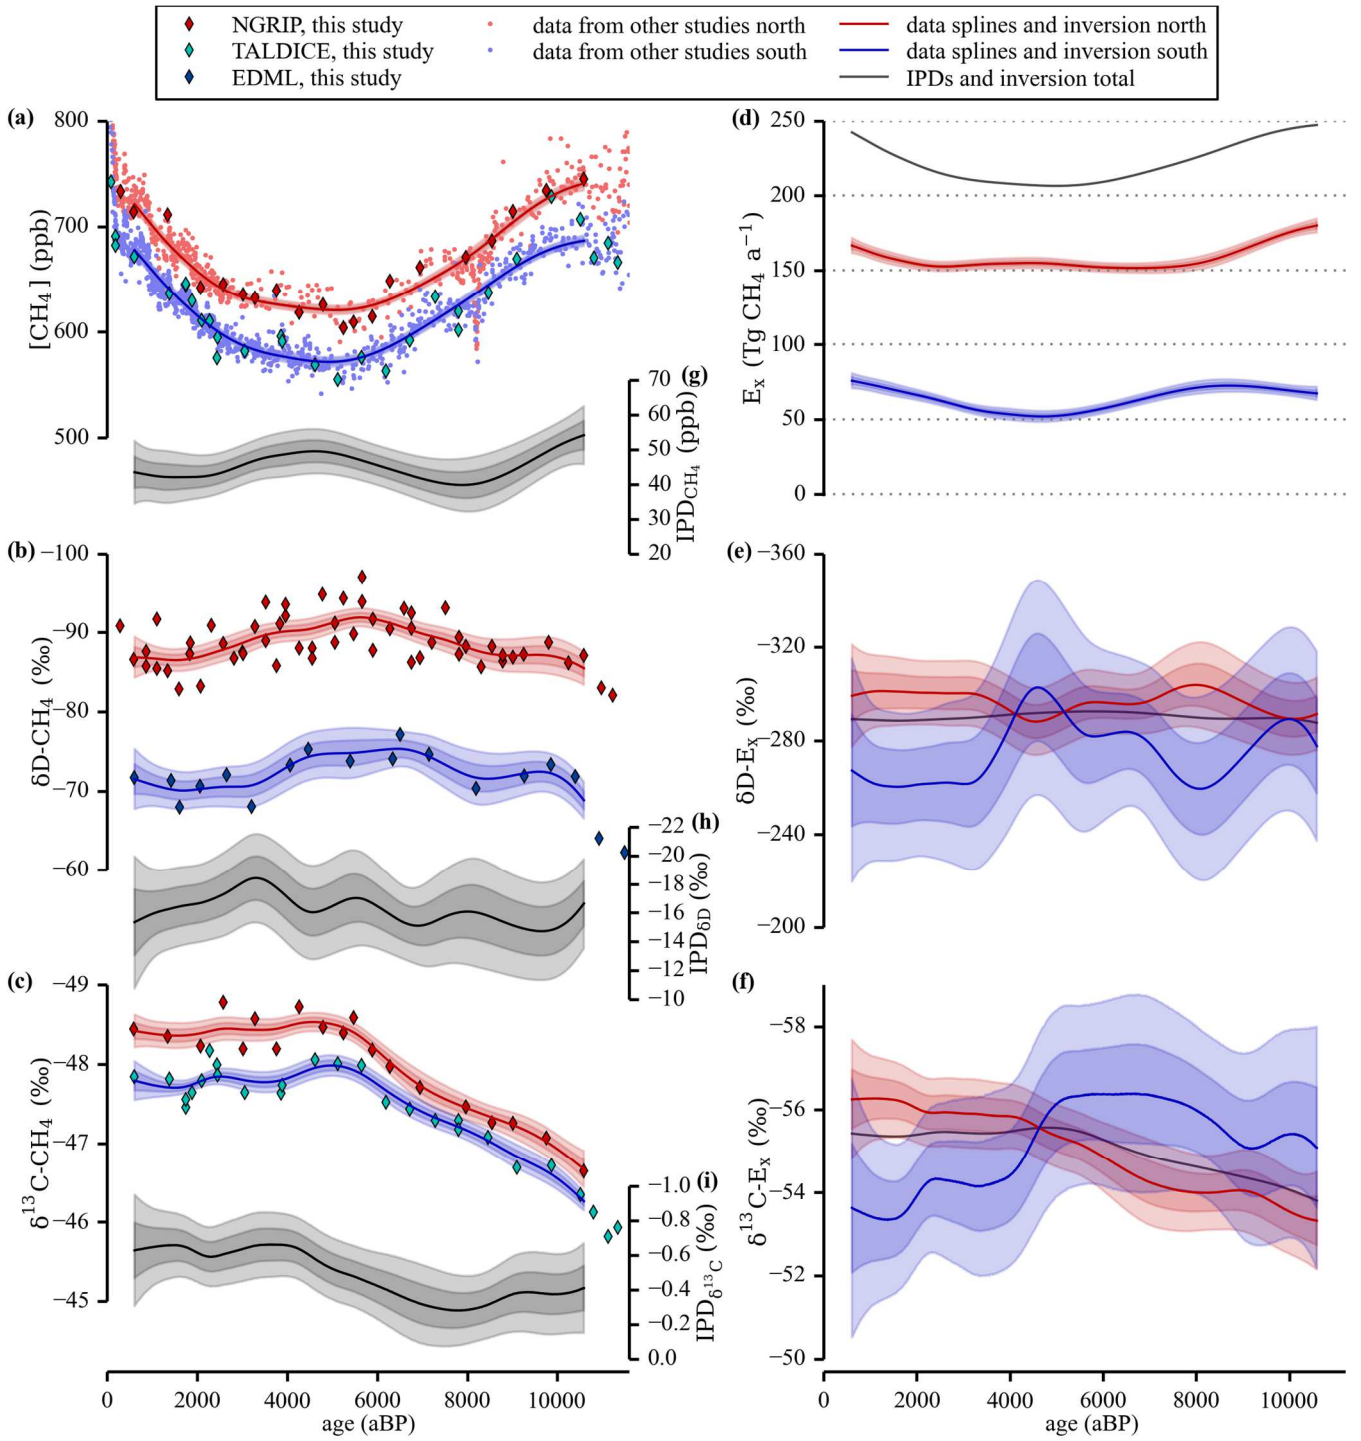 NGRIP, this study
TALDICE, this study
EDML, this study
data from other studies north
data from other studies south
data splines and inversion north
data splines and inversion south
IPDs and inversion total
(a)
800
700
600
500
[CH₄] (ppb)
(g)
70
60
50
40
30
20
IPD_CH₄ (ppb)
(b)
−100
−90
−80
−70
−60
δD-CH₄ (‰)
(h)
−22
−20
−18
−16
−14
−12
−10
IPD_δD (‰)
(c)
−49
−48
−47
−46
−45
δ¹³C-CH₄ (‰)
(i)
−1.0
−0.8
−0.6
−0.4
−0.2
0.0
IPD_δ¹³C (‰)
0
2000
4000
6000
8000
10000
age (aBP)
(d)
250
200
150
100
50
0
Eₓ (Tg CH₄ a⁻¹)
(e)
−360
−320
−280
−240
−200
δD-Eₓ (‰)
(f)
−58
−56
−54
−52
−50
δ¹³C-Eₓ (‰)
0
2000
4000
6000
8000
10000
age (aBP)